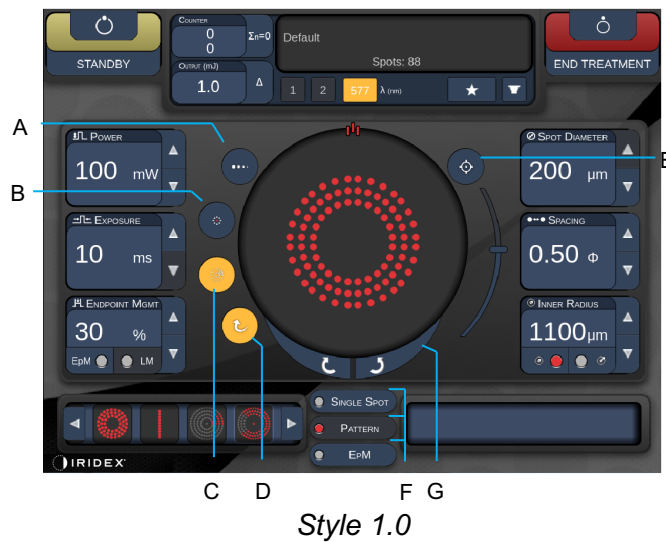 STANDBY
COUNTER
0
0
Σn=0
OUTPUT (mJ)
1.0
Δ
Default
Spots: 88
1 2 577 λ (nm)
END TREATMENT
A
B
E
POWER
100 mW
EXPOSURE
10 ms
ENDPOINT MGMT
30 %
EpM LM
SPOT DIAMETER
200 µm
SPACING
0.50 Φ
INNER RADIUS
1100µm
SINGLE SPOT
PATTERN
EPM
IRIDEX
C D F G
Style 1.0